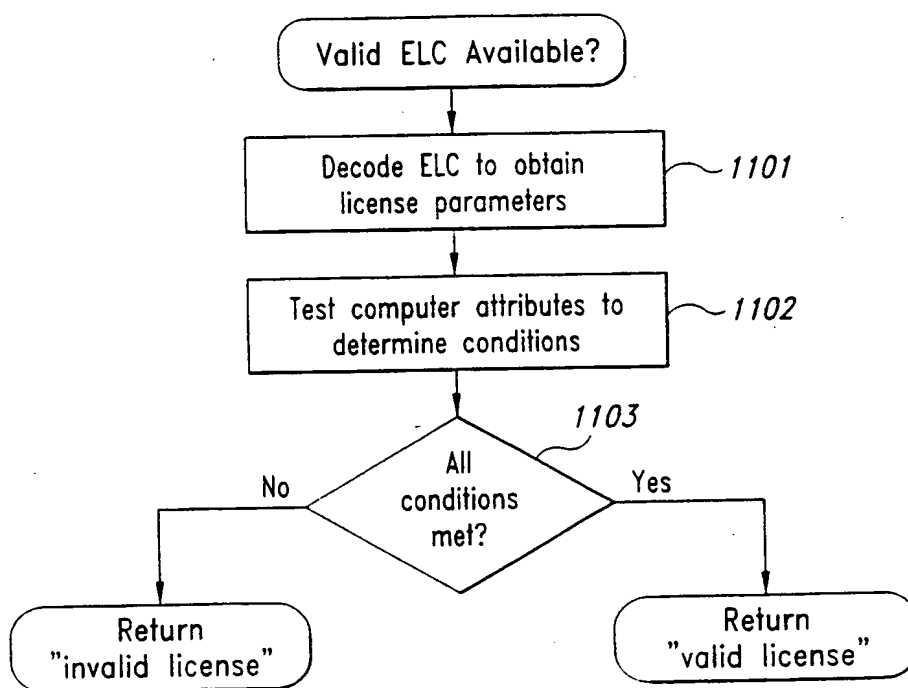 Valid ELC Available?
Decode ELC to obtain
license parameters
1101
Test computer attributes to
determine conditions
1102
1103
All
conditions
met?
No
Yes
Return
"invalid license"
Return
"valid license"